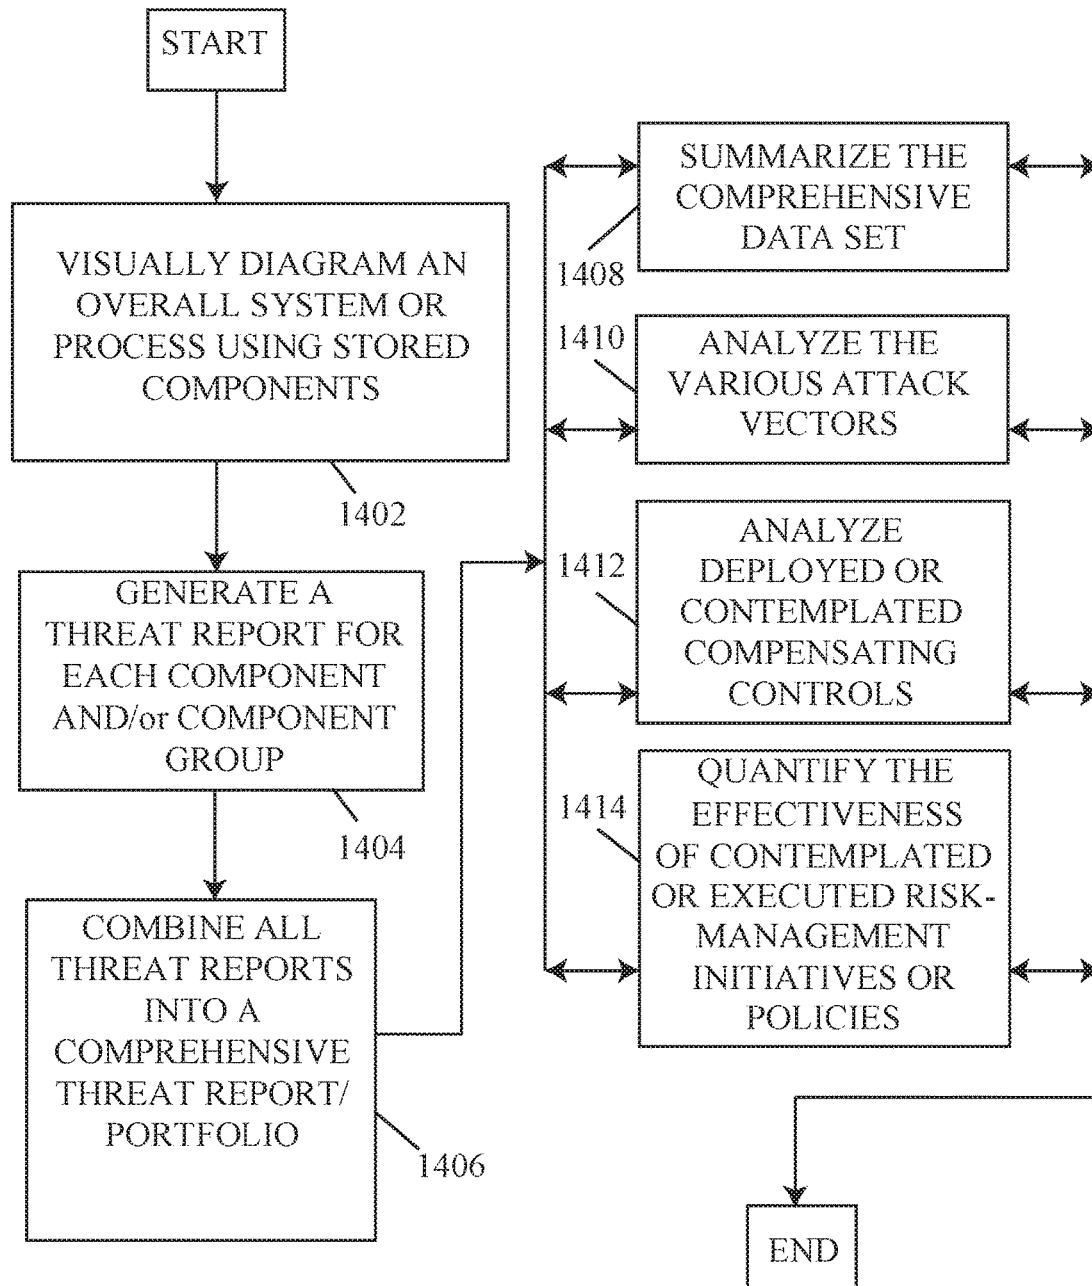 START
VISUALLY DIAGRAM AN
OVERALL SYSTEM OR
PROCESS USING STORED
COMPONENTS
1402
GENERATE A
THREAT REPORT FOR
EACH COMPONENT
AND/or COMPONENT
GROUP
1404
COMBINE ALL
THREAT REPORTS
INTO A
COMPREHENSIVE
THREAT REPORT/
PORTFOLIO
1406
SUMMARIZE THE
COMPREHENSIVE
DATA SET
1408
1410
ANALYZE THE
VARIOUS ATTACK
VECTORS
1412
ANALYZE
DEPLOYED OR
CONTEMPLATED
COMPENSATING
CONTROLS
1414
QUANTIFY THE
EFFECTIVENESS
OF CONTEMPLATED
OR EXECUTED RISK-
MANAGEMENT
INITIATIVES OR
POLICIES
END